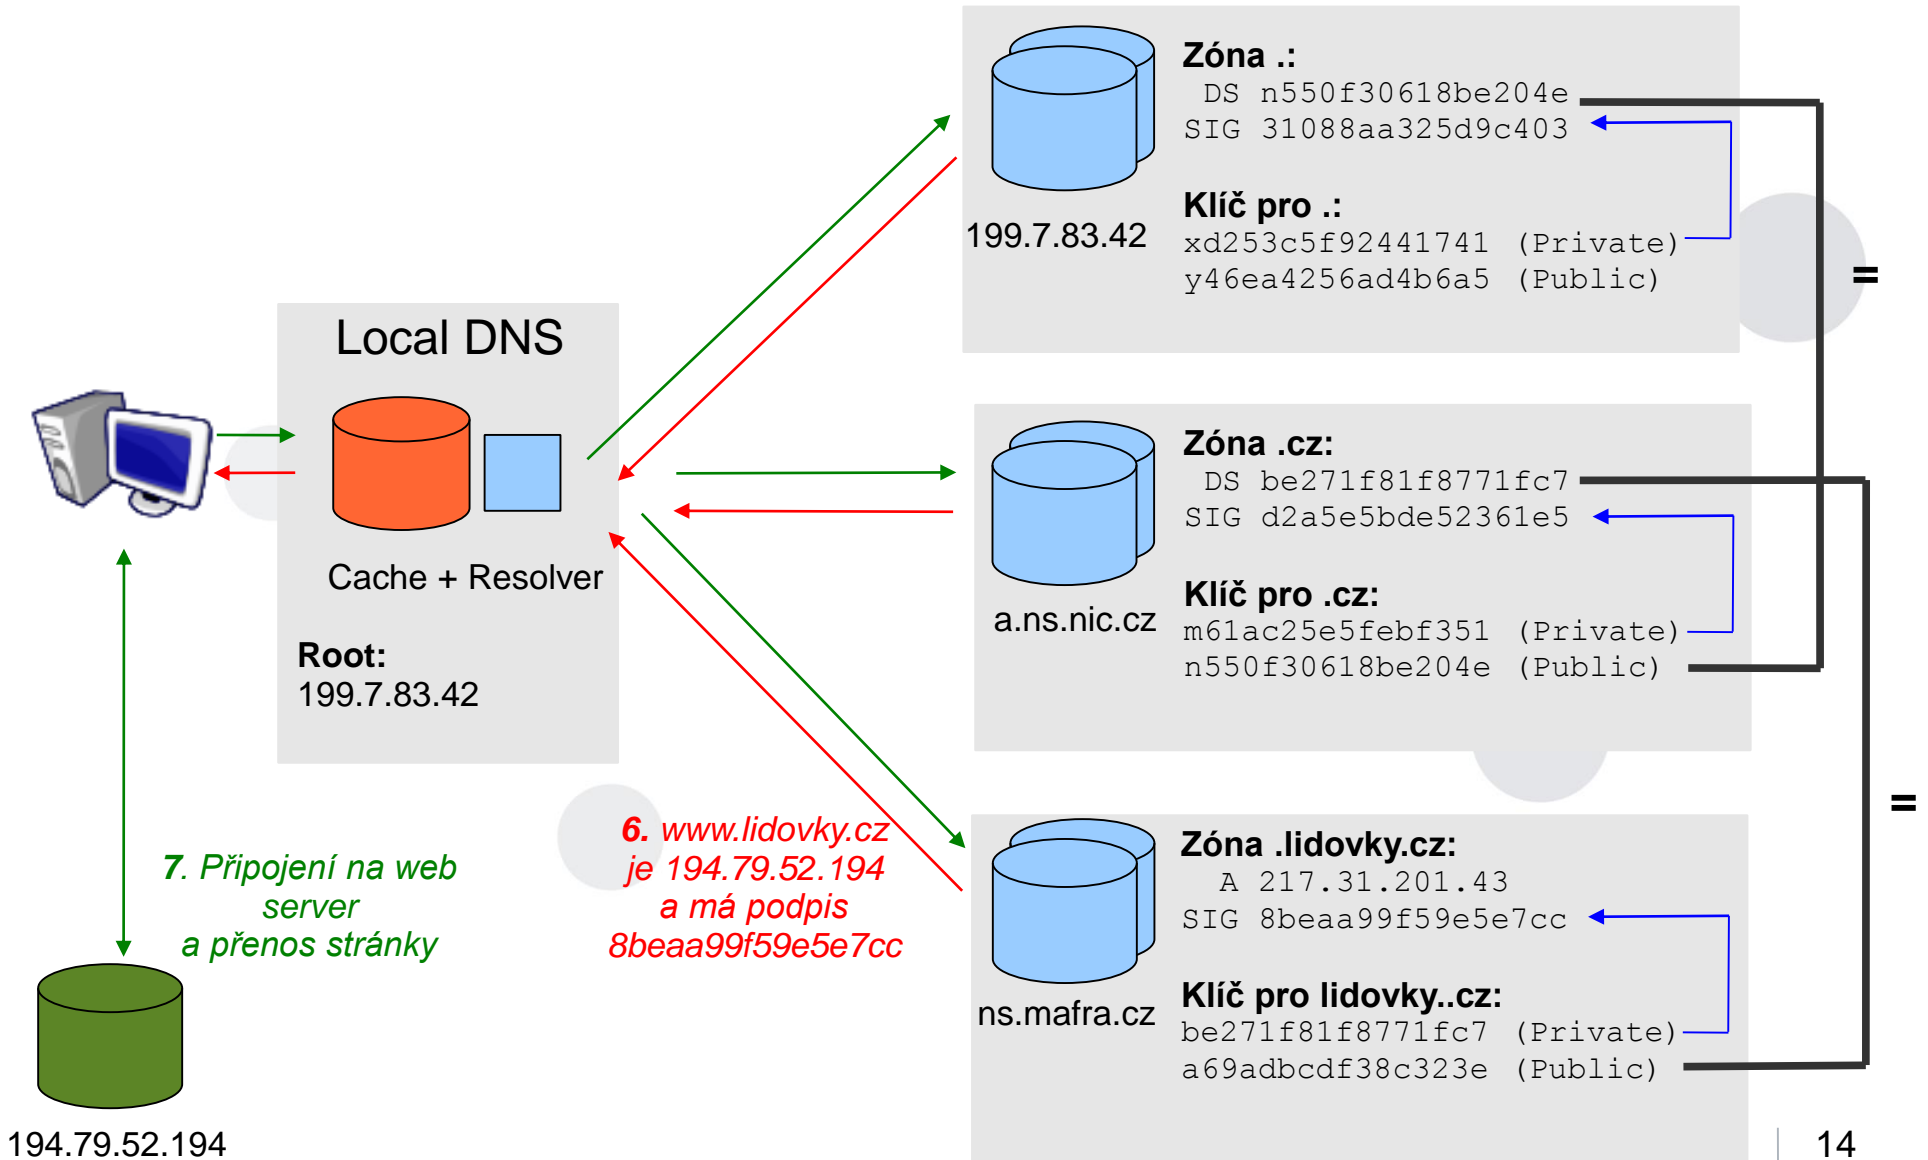 Zóna .:
DS n550f30618be204e
SIG 31088aa325d9c403
Klíč pro .:
xd253c5f92441741 (Private)
y46ea4256ad4b6a5 (Public)
199.7.83.42
=
Local DNS
Cache + Resolver
Root:
199.7.83.42
Zóna .cz:
DS be271f81f8771fc7
SIG d2a5e5bde52361e5
Klíč pro .cz:
m61ac25e5febf351 (Private)
n550f30618be204e (Public)
a.ns.nic.cz
=
7. Připojení na web
server
a přenos stránky
6. www.lidovky.cz
je 194.79.52.194
a má podpis
8beaa99f59e5e7cc
Zóna .lidovky.cz:
A 217.31.201.43
SIG 8beaa99f59e5e7cc
Klíč pro lidovky..cz:
be271f81f8771fc7 (Private)
a69adbcdf38c323e (Public)
ns.mafra.cz
194.79.52.194
14